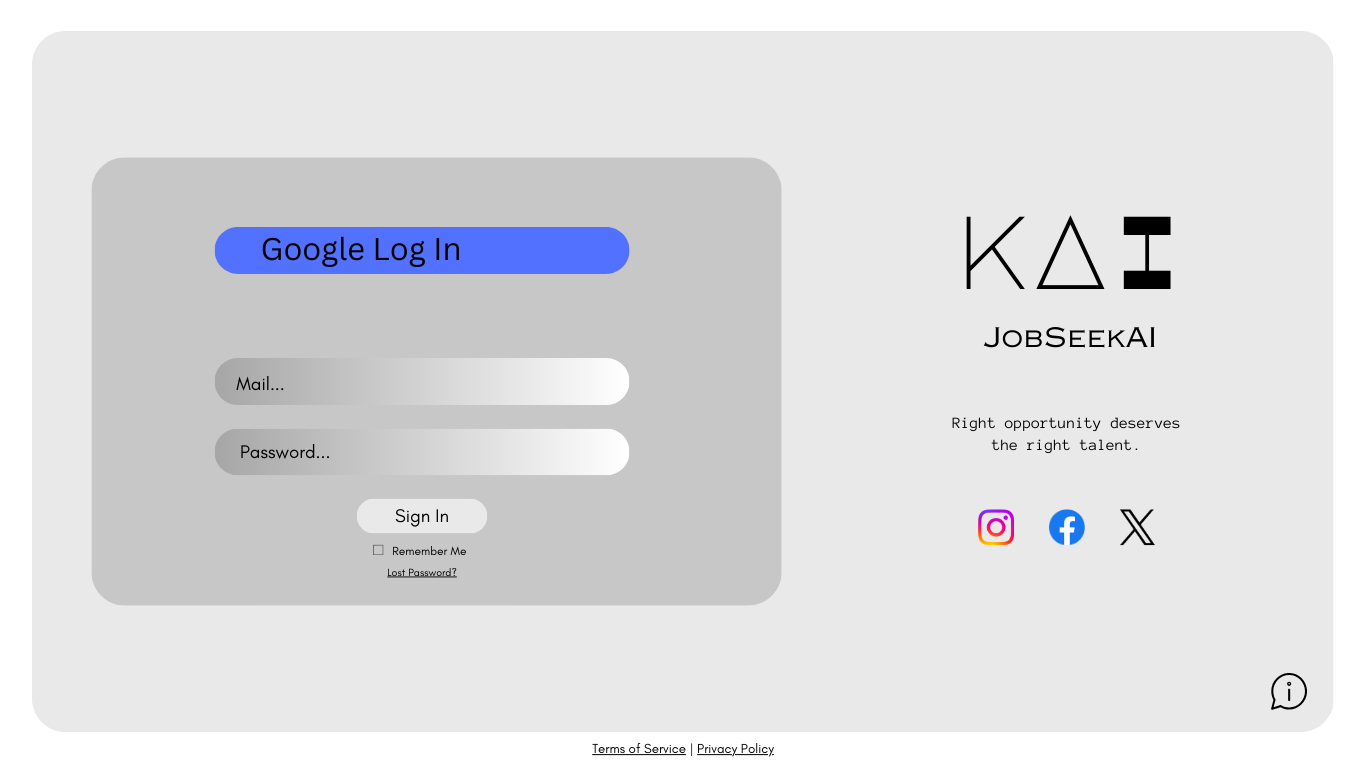 Google Log In
Mail...
Password...
Sign In
Remember Me
Lost Password?
KAI
JOBSEEKAI
Right opportunity deserves
the right talent.
Terms of Service | Privacy Policy